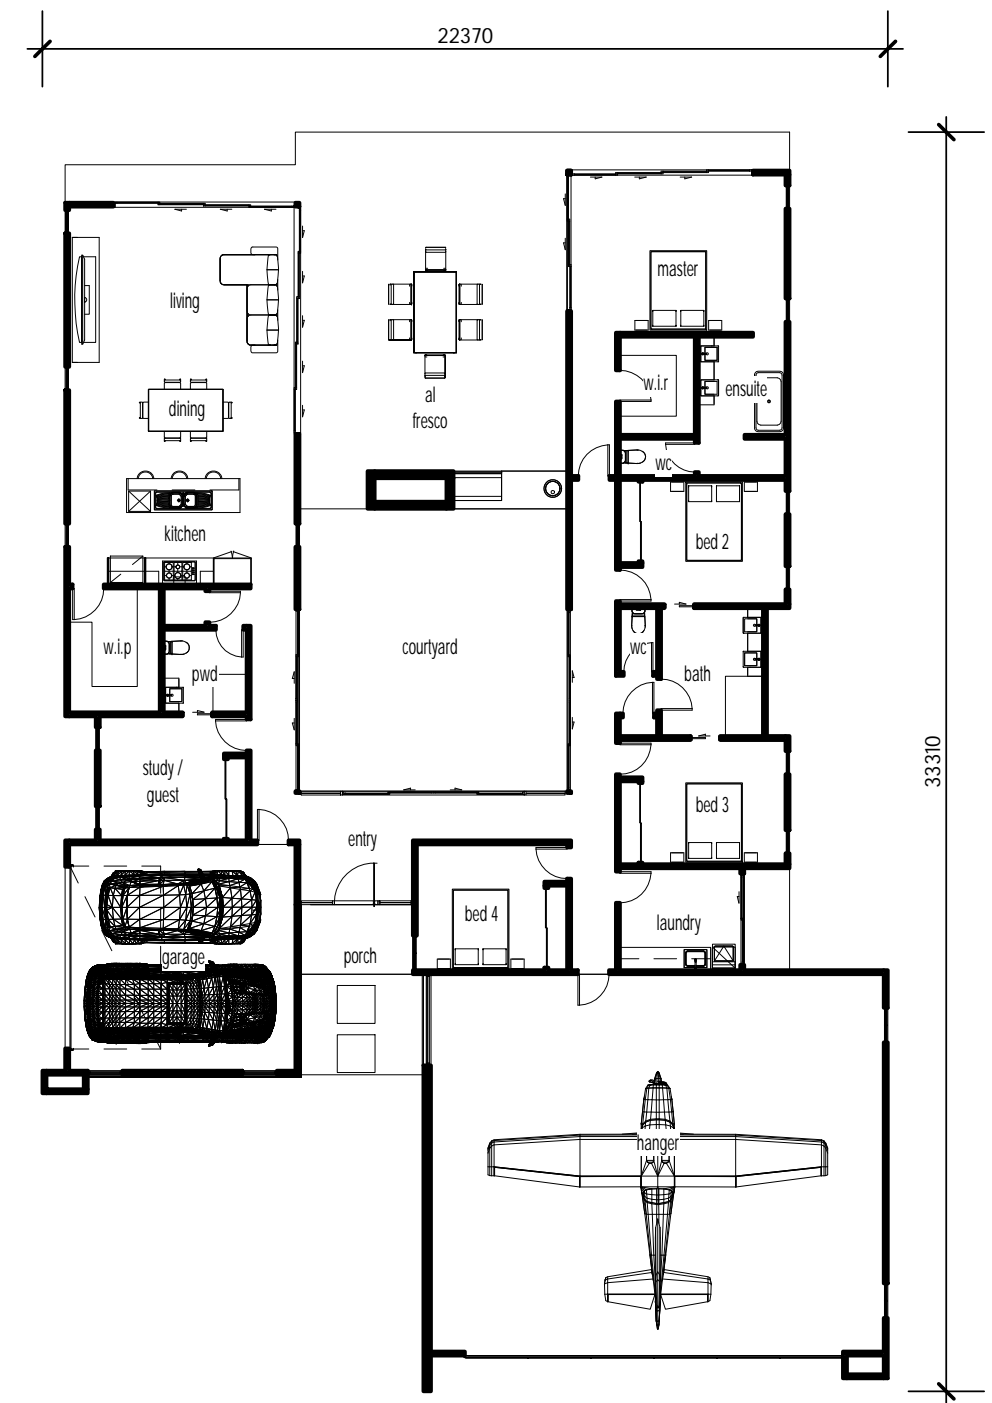 22370
33310
master
living
w.i.r
ensuite
al
fresco
dining
wc
kitchen
bed 2
w.i.p
pwd
courtyard
wc
bath
study /
guest
bed 3
entry
bed 4
laundry
garage
porch
hanger